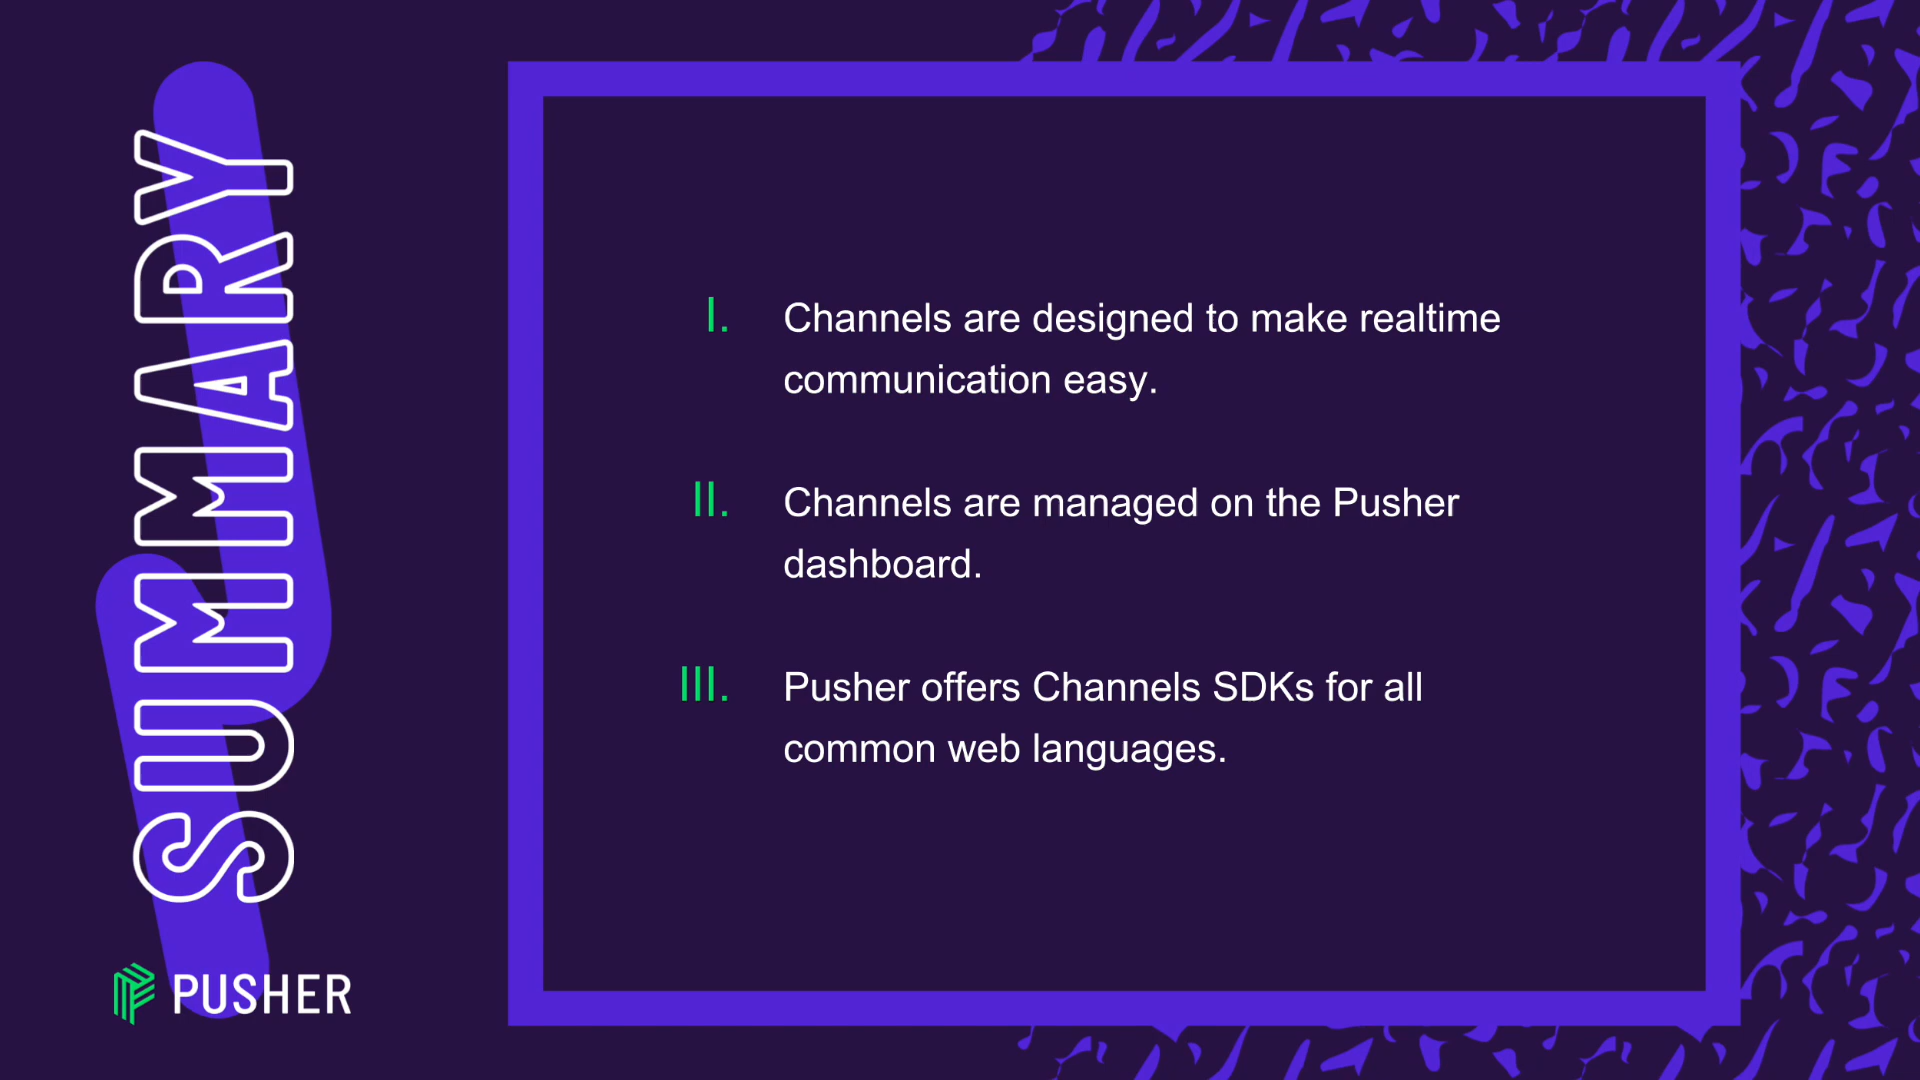 SUMMARY
I. Channels are designed to make realtime
communication easy.
II. Channels are managed on the Pusher
dashboard.
III. Pusher offers Channels SDKs for all
common web languages.
PUSHER